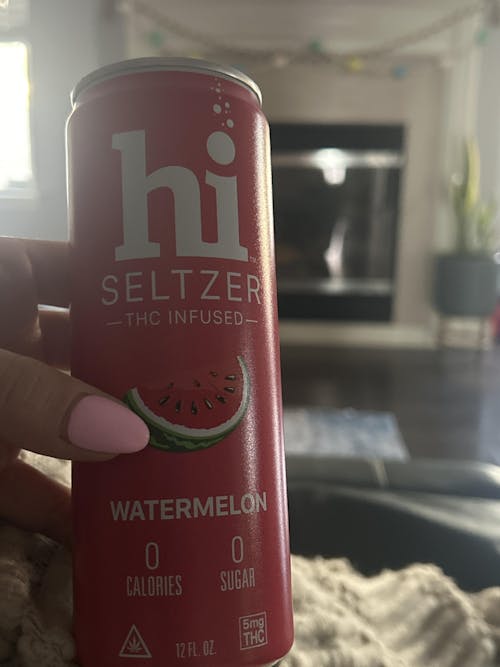 hi
SELTZER
THC INFUSED
WATERMELON
0 0
CALORIES SUGAR
12 FL. OZ.
5mg
THC